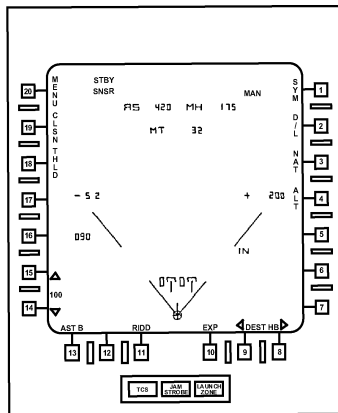 STBY
SNSR
MAN
ЯS 420 MH 175
MT 32
MENU
CLSN
THLD
SYM
D/L
NAT
ALT
- 52
+ 200
090
IN
100
AST B
RIDD
EXP
DEST HB
20
19
18
17
16
15
14
1
2
3
4
5
6
7
13
12
11
10
9
8
TCS
JAM STROBE
LAUNCH ZONE